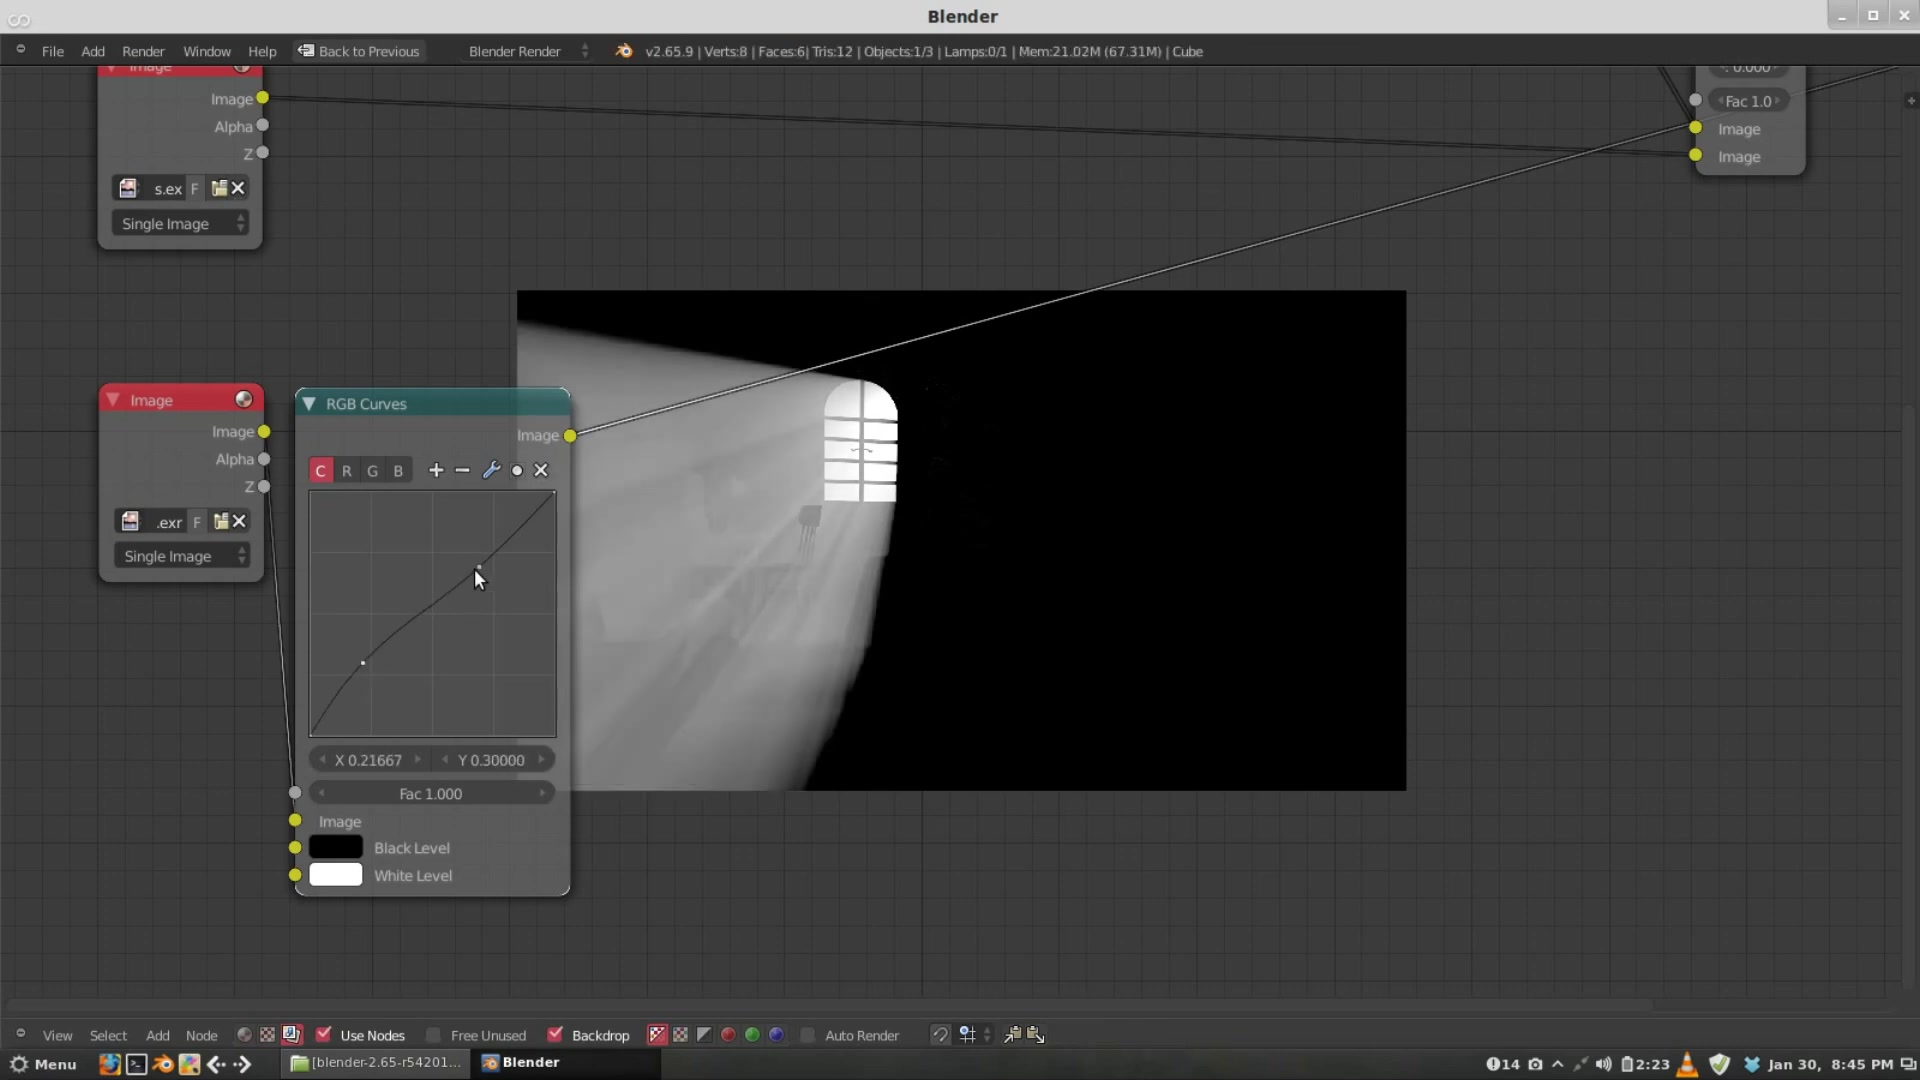 Blender
File Add Render Window Help Back to Previous Blender Render v2.65.9 | Verts:8 | Faces:6| Tris:12 | Objects:1/3 | Lamps:0/1 | Mem:21.02M (67.31M) | Cube
Image
Image
Alpha
Z
s.ex F
Single Image
: 0.000
Fac 1.0
Image
Image
Image
Image
Alpha
Z
.exr F
Single Image
RGB Curves
Image
C R G B
X 0.21667 Y 0.30000
Fac 1.000
Image
Black Level
White Level
View Select Add Node Use Nodes Free Unused Backdrop Auto Render
Menu [blender-2.65-r54201... Blender 14 2:23 Jan 30, 8:45 PM